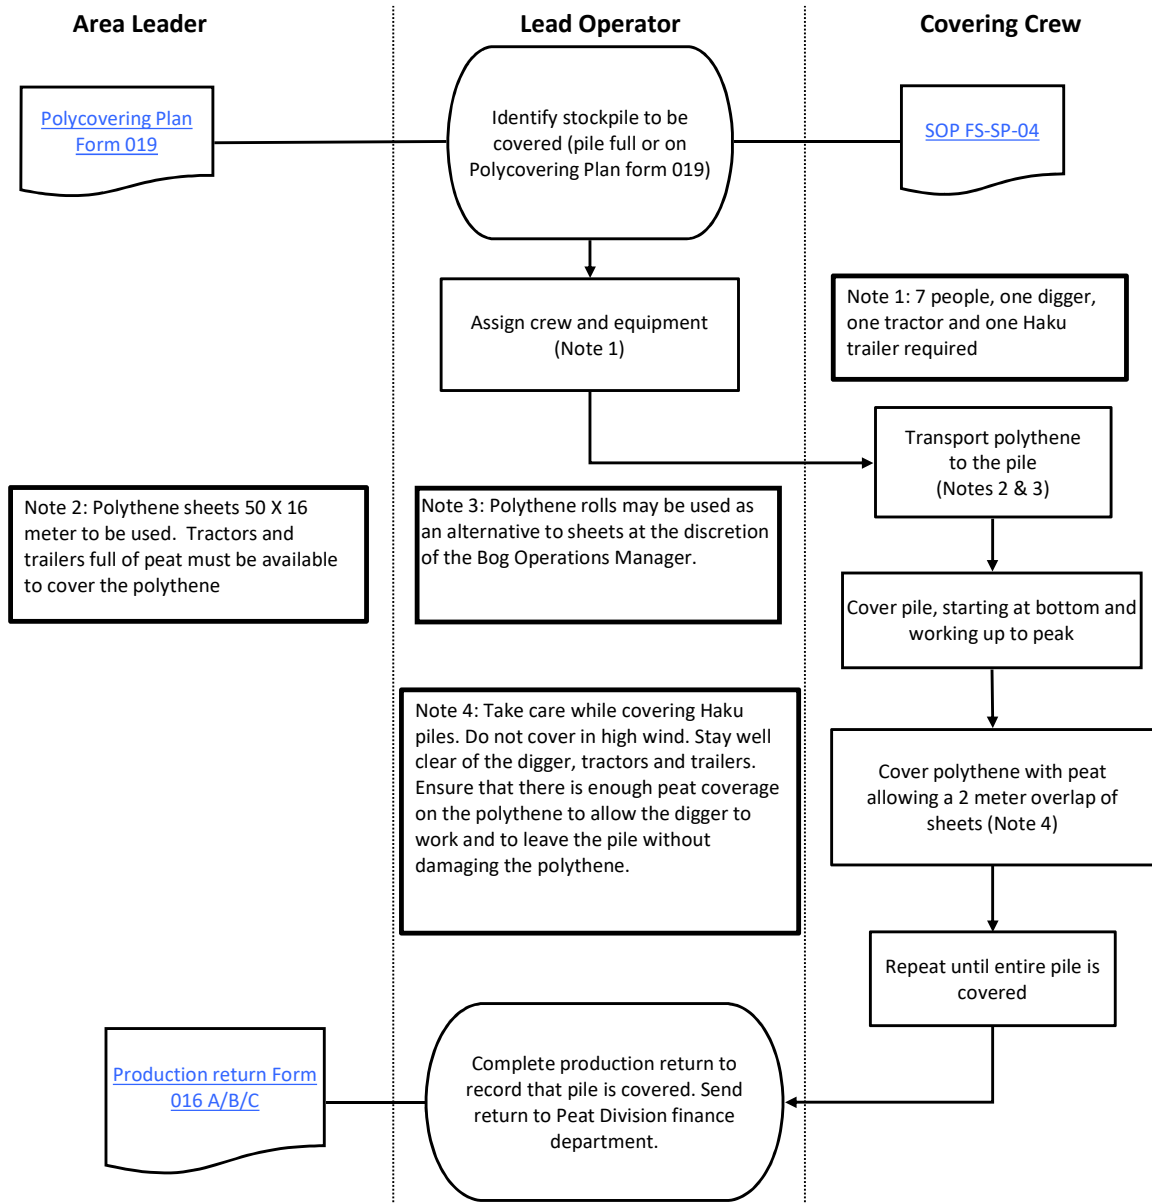 Area Leader
Lead Operator
Covering Crew
Polycovering Plan
Form 019
Identify stockpile to be
covered (pile full or on
Polycovering Plan form 019)
SOP FS-SP-04
Assign crew and equipment
(Note 1)
Note 1: 7 people, one digger,
one tractor and one Haku
trailer required
Transport polythene
to the pile
(Notes 2 & 3)
Note 2: Polythene sheets 50 X 16
meter to be used.  Tractors and
trailers full of peat must be available
to cover the polythene
Note 3: Polythene rolls may be used as
an alternative to sheets at the discretion
of the Bog Operations Manager.
Cover pile, starting at bottom and
working up to peak
Note 4: Take care while covering Haku
piles. Do not cover in high wind. Stay well
clear of the digger, tractors and trailers.
Ensure that there is enough peat coverage
on the polythene to allow the digger to
work and to leave the pile without
damaging the polythene.
Cover polythene with peat
allowing a 2 meter overlap of
sheets (Note 4)
Repeat until entire pile is
covered
Production return Form
016 A/B/C
Complete production return to
record that pile is covered. Send
return to Peat Division finance
department.